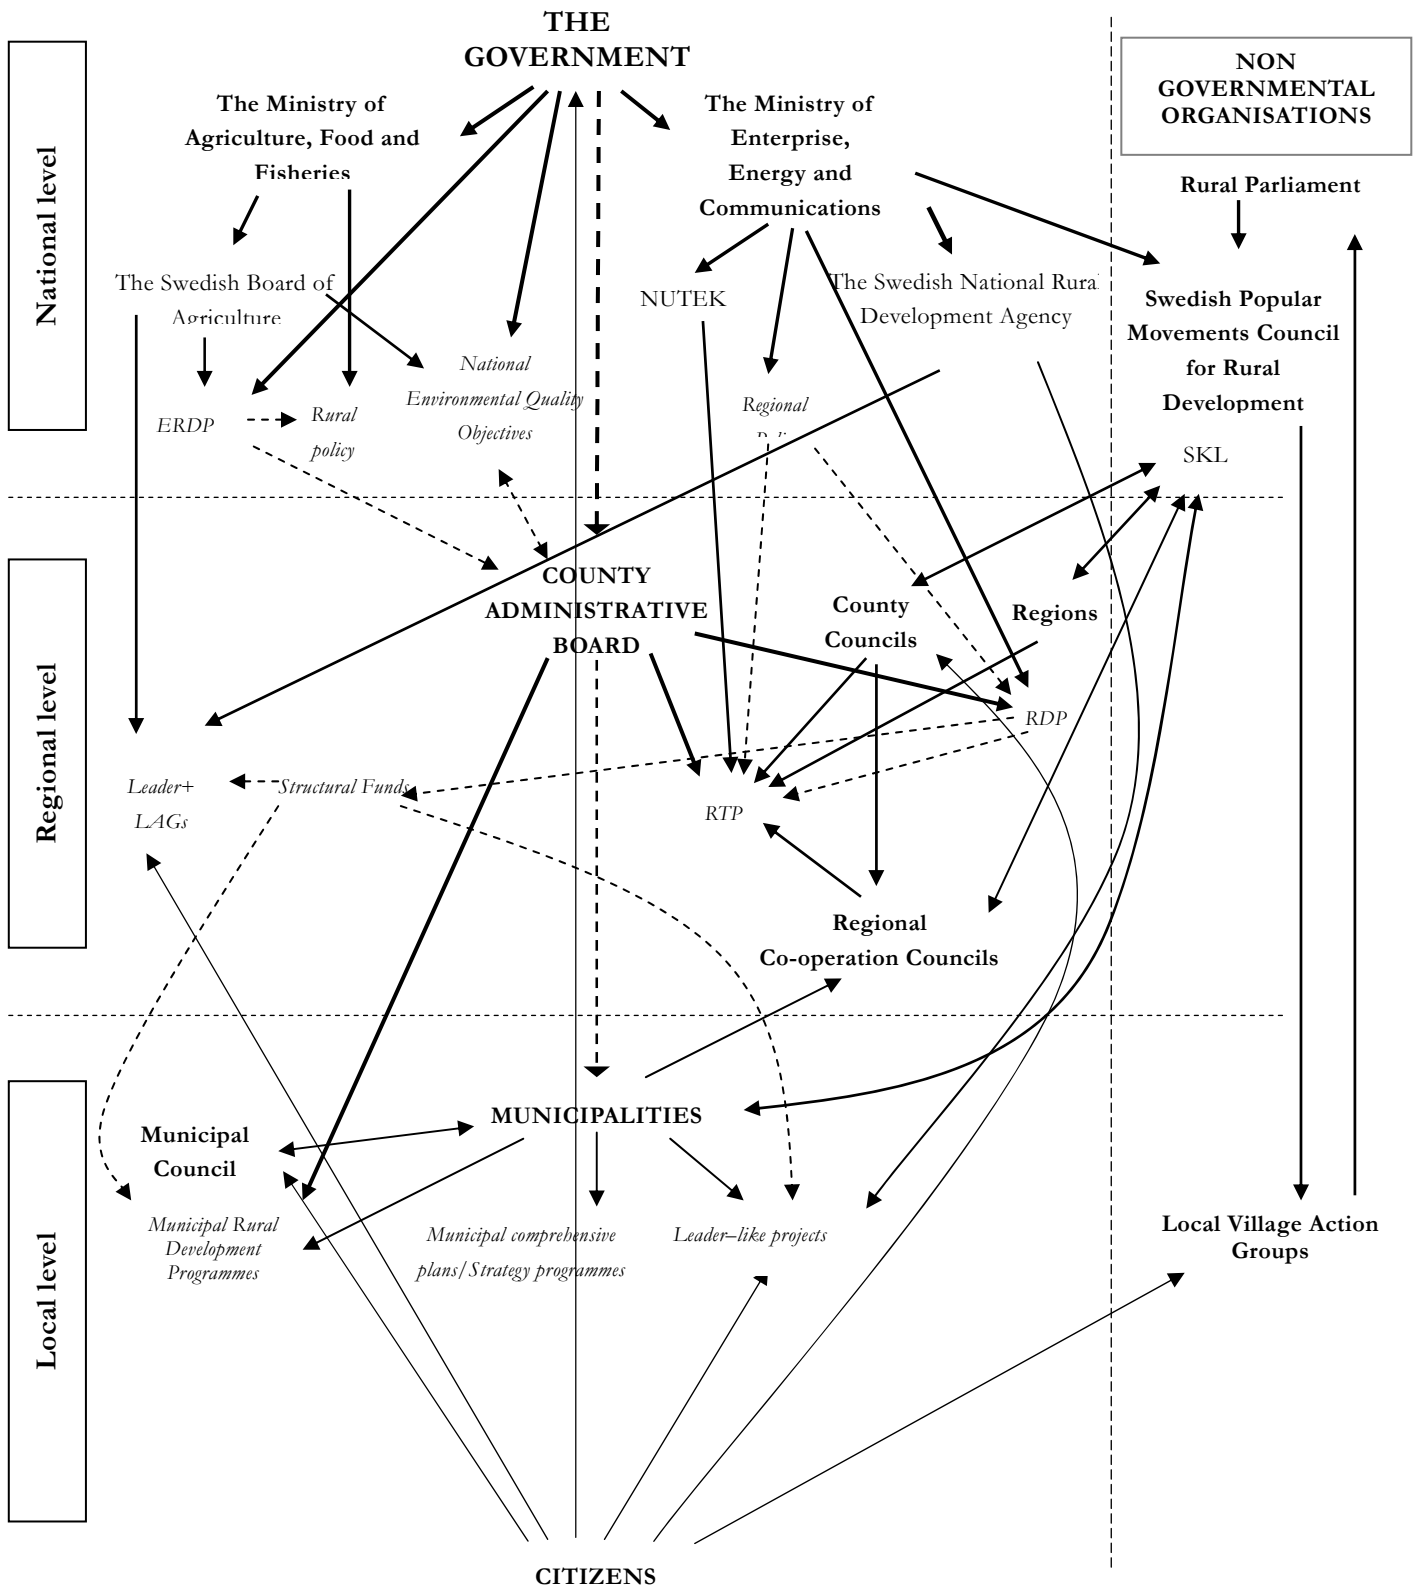 THE
GOVERNMENT
NON
GOVERNMENTAL
ORGANISATIONS
National level
The Ministry of
Agriculture, Food and
Fisheries
The Ministry of
Enterprise,
Energy and
Communications
Rural Parliament
The Swedish Board of
Agriculture
NUTEK
The Swedish National Rural
Development Agency
Swedish Popular
Movements Council
for Rural
Development
National
Environmental Quality
Objectives
ERDP
Rural
policy
Regional
SKL
Regional level
COUNTY
ADMINISTRATIVE
BOARD
County
Councils
Regions
RDP
Leader+
LAGs
Structural Funds
RTP
Regional
Co-operation Councils
Local level
MUNICIPALITIES
Municipal
Council
Municipal Rural
Development
Programmes
Municipal comprehensive
plans/Strategy programmes
Leader–like projects
Local Village Action
Groups
CITIZENS